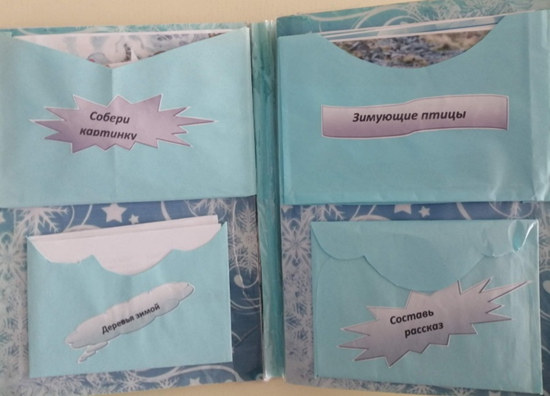 Собери
картинку
Зимующие птицы
Деревья зимой
Составь
рассказ